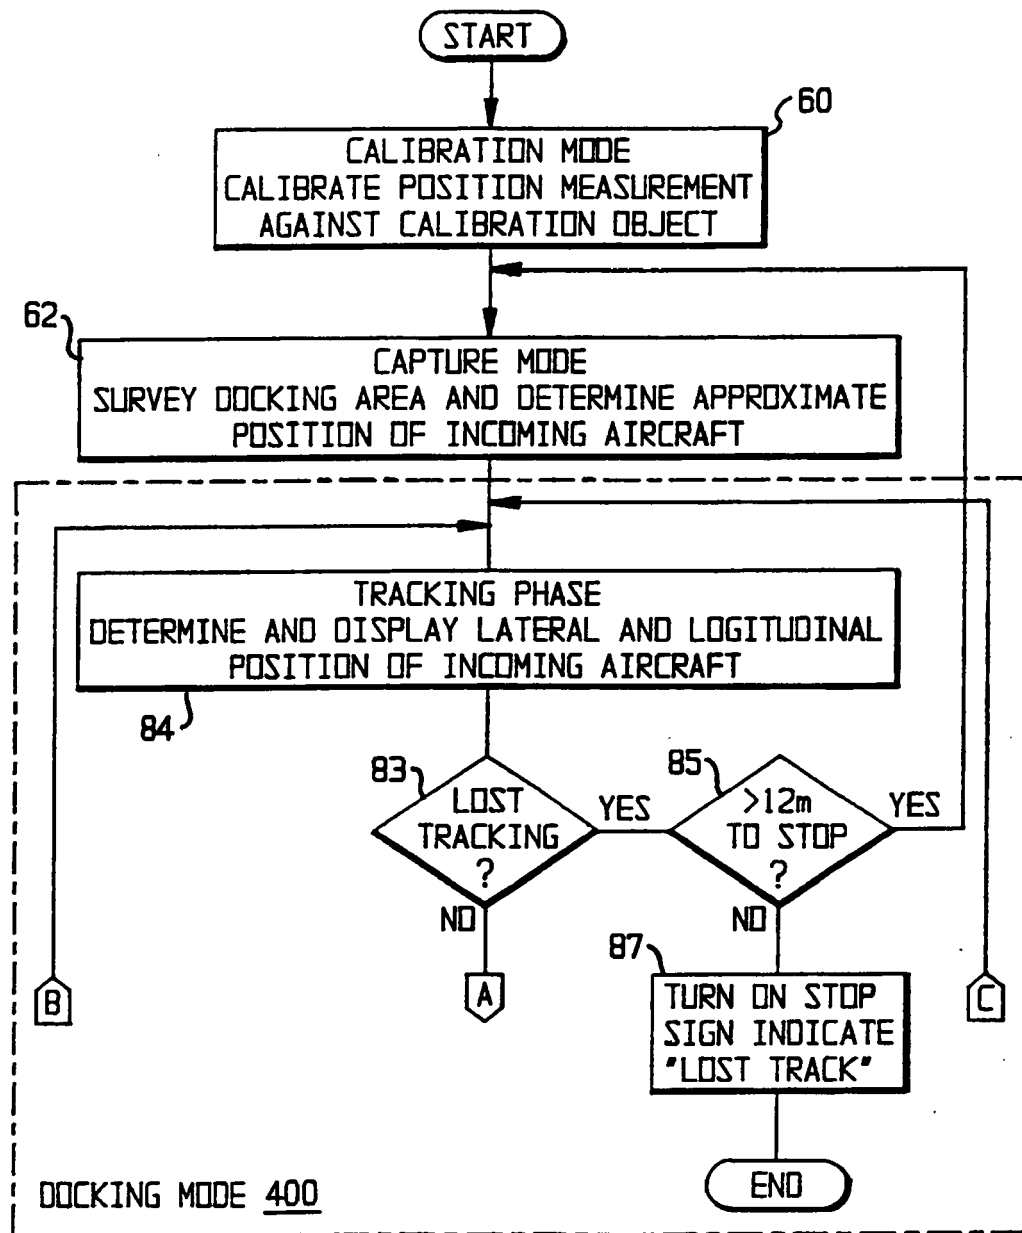 START
60
CALIBRATION MODE
CALIBRATE POSITION MEASUREMENT
AGAINST CALIBRATION OBJECT
62
CAPTURE MODE
SURVEY DOCKING AREA AND DETERMINE APPROXIMATE
POSITION OF INCOMING AIRCRAFT
TRACKING PHASE
DETERMINE AND DISPLAY LATERAL AND LOGITUDINAL
POSITION OF INCOMING AIRCRAFT
84
83
LOST
TRACKING
?
YES
NO
85
>12m
TO STOP
?
YES
NO
B
A
C
87
TURN ON STOP
SIGN INDICATE
"LOST TRACK"
END
DOCKING MODE 400